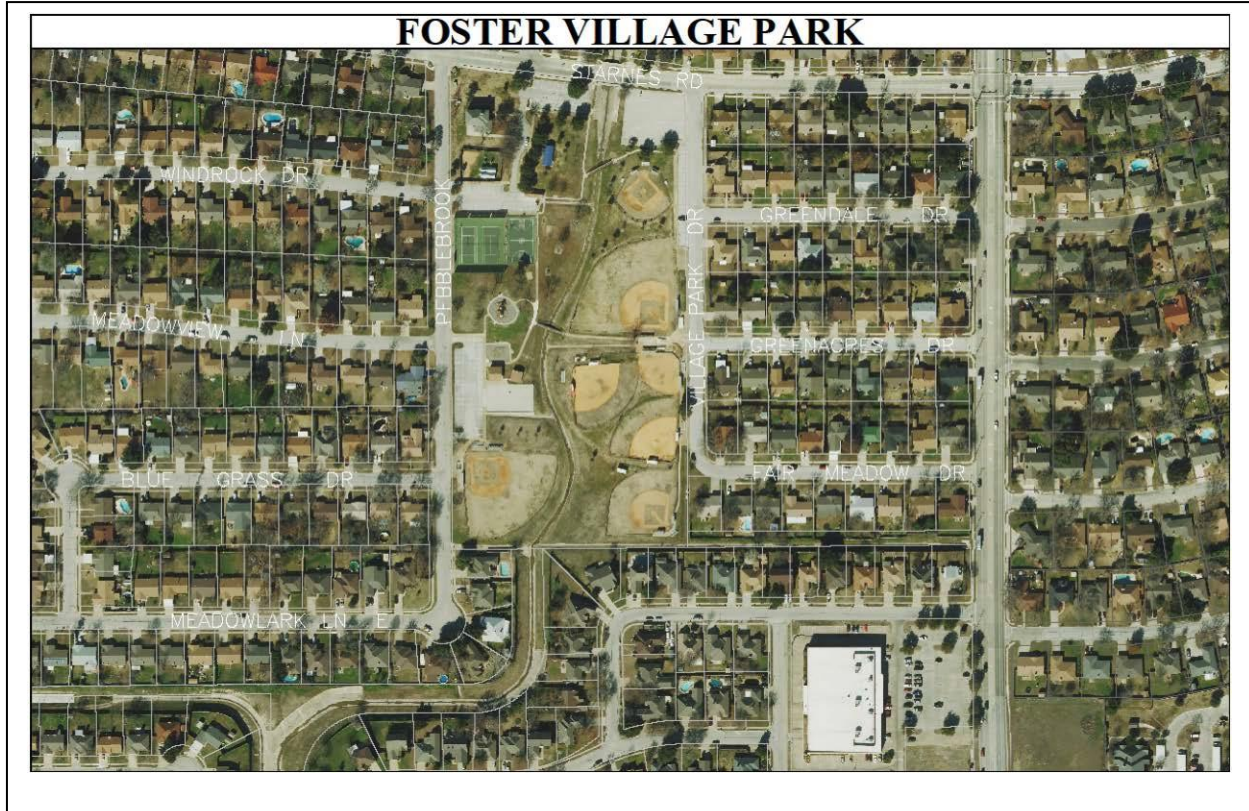 FOSTER VILLAGE PARK
STARNES RD
WINDROCK DR
PEBBLEBROOK
VILLAGE PARK DR
GREENDALE DR
MEADOWVIEW LN
GREENACRES DR
BLUE GRASS DR
FAIR MEADOW DR
MEADOWLARK LN E